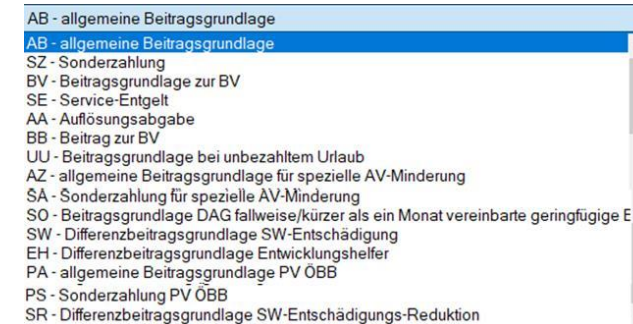 AB - allgemeine Beitragsgrundlage
AB - allgemeine Beitragsgrundlage
SZ - Sonderzahlung
BV - Beitragsgrundlage zur BV
SE - Service-Entgelt
AA - Auflösungsabgabe
BB - Beitrag zur BV
UU - Beitragsgrundlage bei unbezahltem Urlaub
AZ - allgemeine Beitragsgrundlage für spezielle AV-Minderung
SA - Sonderzahlung für spezielle AV-Minderung
SO - Beitragsgrundlage DAG fallweise/kürzer als ein Monat vereinbarte geringfügige E
SW - Differenzbeitragsgrundlage SW-Entschädigung
EH - Differenzbeitragsgrundlage Entwicklungshelfer
PA - allgemeine Beitragsgrundlage PV ÖBB
PS - Sonderzahlung PV ÖBB
SR - Differenzbeitragsgrundlage SW-Entschädigungs-Reduktion